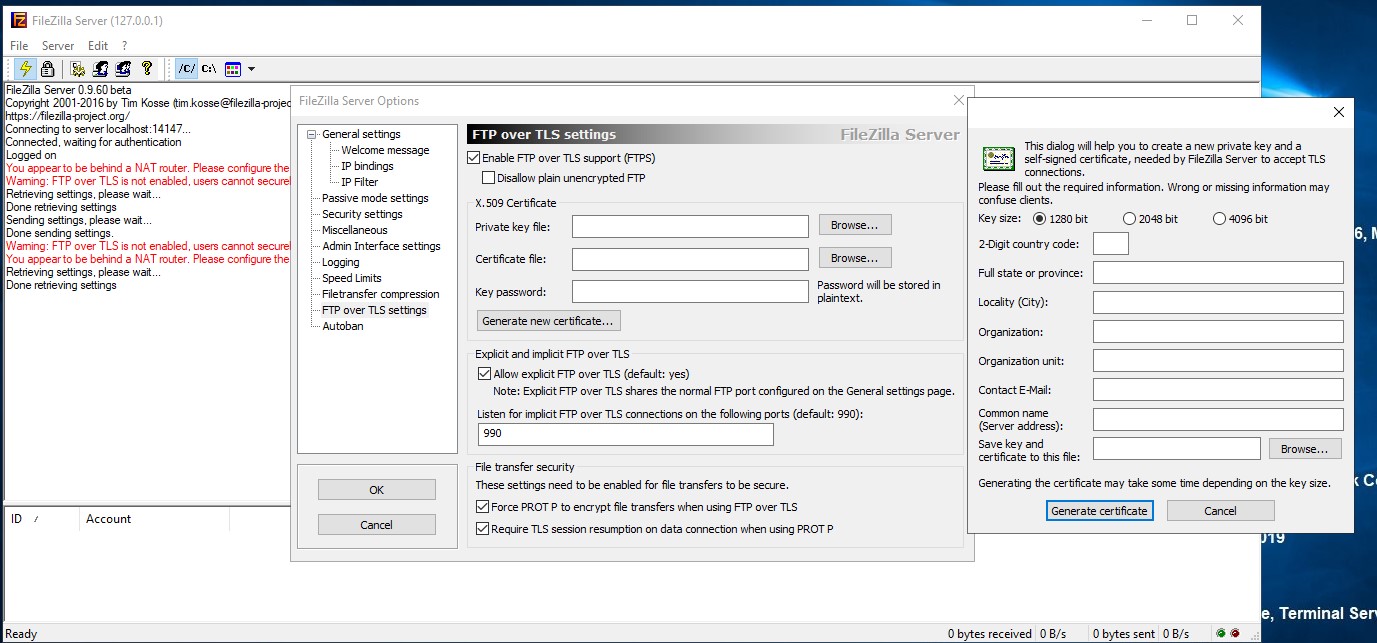 FileZilla Server (127.0.0.1)
File Server Edit ?
/C/ C:\
FileZilla Server 0.9.60 beta
Copyright 2001-2016 by Tim Kosse (tim.kosse@filezilla-projec
https://filezilla-project.org/
Connecting to server localhost:14147...
Connected, waiting for authentication
Logged on
You appear to be behind a NAT router. Please configure the
Warning: FTP over TLS is not enabled, users cannot securel
Retrieving settings, please wait...
Done retrieving settings
Sending settings, please wait...
Done sending settings.
Warning: FTP over TLS is not enabled, users cannot securel
You appear to be behind a NAT router. Please configure the
Retrieving settings, please wait...
Done retrieving settings
ID / Account
Ready
0 bytes received 0 B/s 0 bytes sent 0 B/s
FileZilla Server Options
General settings
Welcome message
IP bindings
IP Filter
Passive mode settings
Security settings
Miscellaneous
Admin Interface settings
Logging
Speed Limits
Filetransfer compression
FTP over TLS settings
Autoban
OK
Cancel
FTP over TLS settings FileZilla Server
Enable FTP over TLS support (FTPS)
Disallow plain unencrypted FTP
X.509 Certificate
Private key file: Browse...
Certificate file: Browse...
Key password: Password will be stored in
plaintext.
Generate new certificate...
Explicit and implicit FTP over TLS
Allow explicit FTP over TLS (default: yes)
Note: Explicit FTP over TLS shares the normal FTP port configured on the General settings page.
Listen for implicit FTP over TLS connections on the following ports (default: 990):
990
File transfer security
These settings need to be enabled for file transfers to be secure.
Force PROT P to encrypt file transfers when using FTP over TLS
Require TLS session resumption on data connection when using PROT P
This dialog will help you to create a new private key and a
self-signed certificate, needed by FileZilla Server to accept TLS
connections.
Please fill out the required information. Wrong or missing information may
confuse clients.
Key size: 1280 bit 2048 bit 4096 bit
2-Digit country code:
Full state or province:
Locality (City):
Organization:
Organization unit:
Contact E-Mail:
Common name
(Server address):
Save key and
certificate to this file: Browse...
Generating the certificate may take some time depending on the key size.
Generate certificate Cancel
6, M
k Co
019
e, Terminal Serv